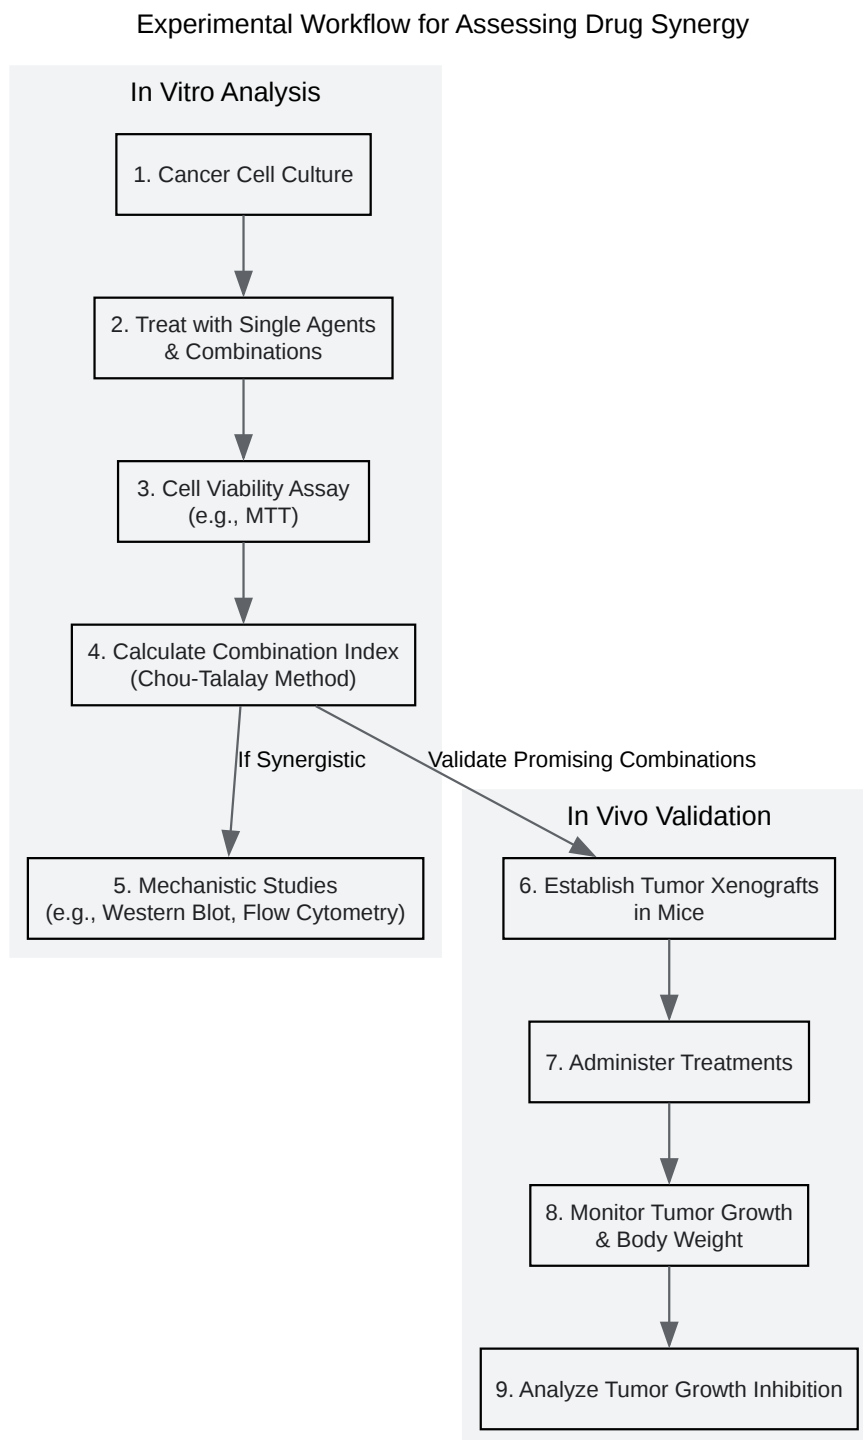 Experimental Workflow for Assessing Drug Synergy
In Vitro Analysis
1. Cancer Cell Culture
2. Treat with Single Agents
& Combinations
3. Cell Viability Assay
(e.g., MTT)
4. Calculate Combination Index
(Chou-Talalay Method)
If Synergistic
Validate Promising Combinations
5. Mechanistic Studies
(e.g., Western Blot, Flow Cytometry)
In Vivo Validation
6. Establish Tumor Xenografts
in Mice
7. Administer Treatments
8. Monitor Tumor Growth
& Body Weight
9. Analyze Tumor Growth Inhibition